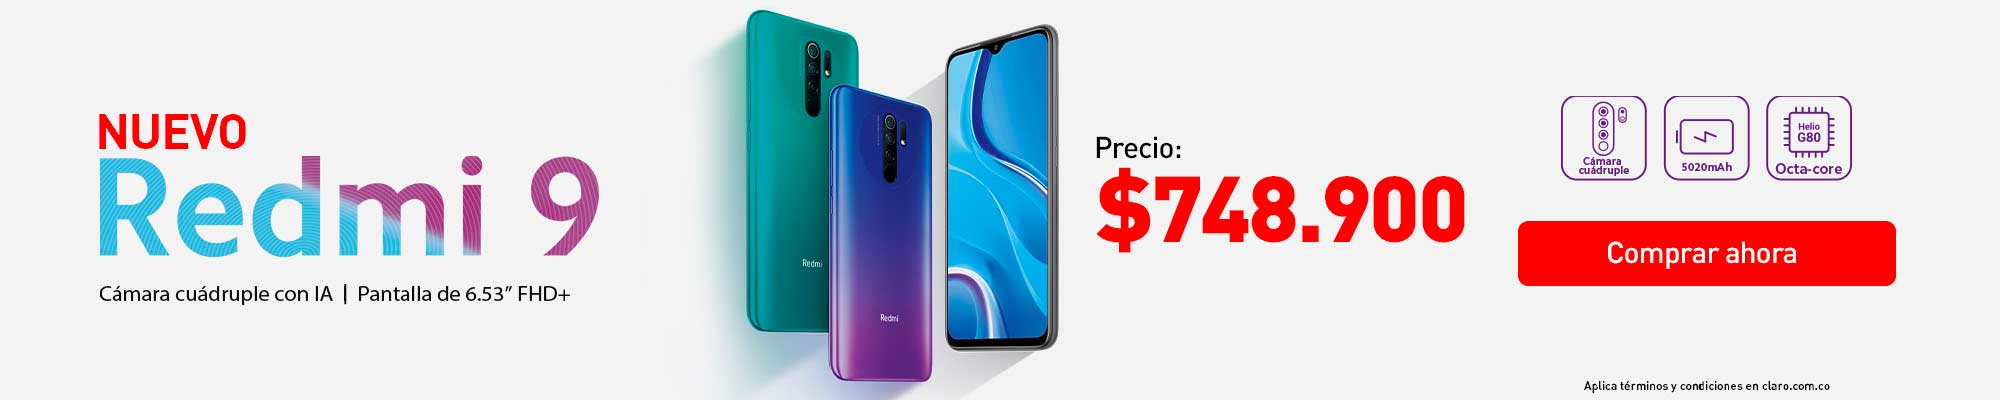 NUEVO
Redmi 9
Cámara cuádruple con IA | Pantalla de 6.53” FHD+
Redmi
Redmi
Precio:
$748.900
Cámara
cuádruple
5020mAh
Helio
G80
Octa-core
Comprar ahora
Aplica términos y condiciones en claro.com.co